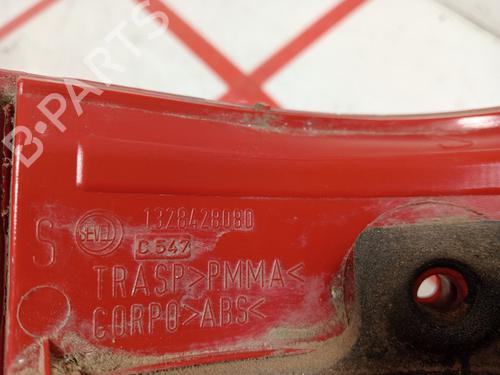 B-PARTS
1328428080
S SEVEL
C 547
TRASP>PMMA<
CORPO>ABS<